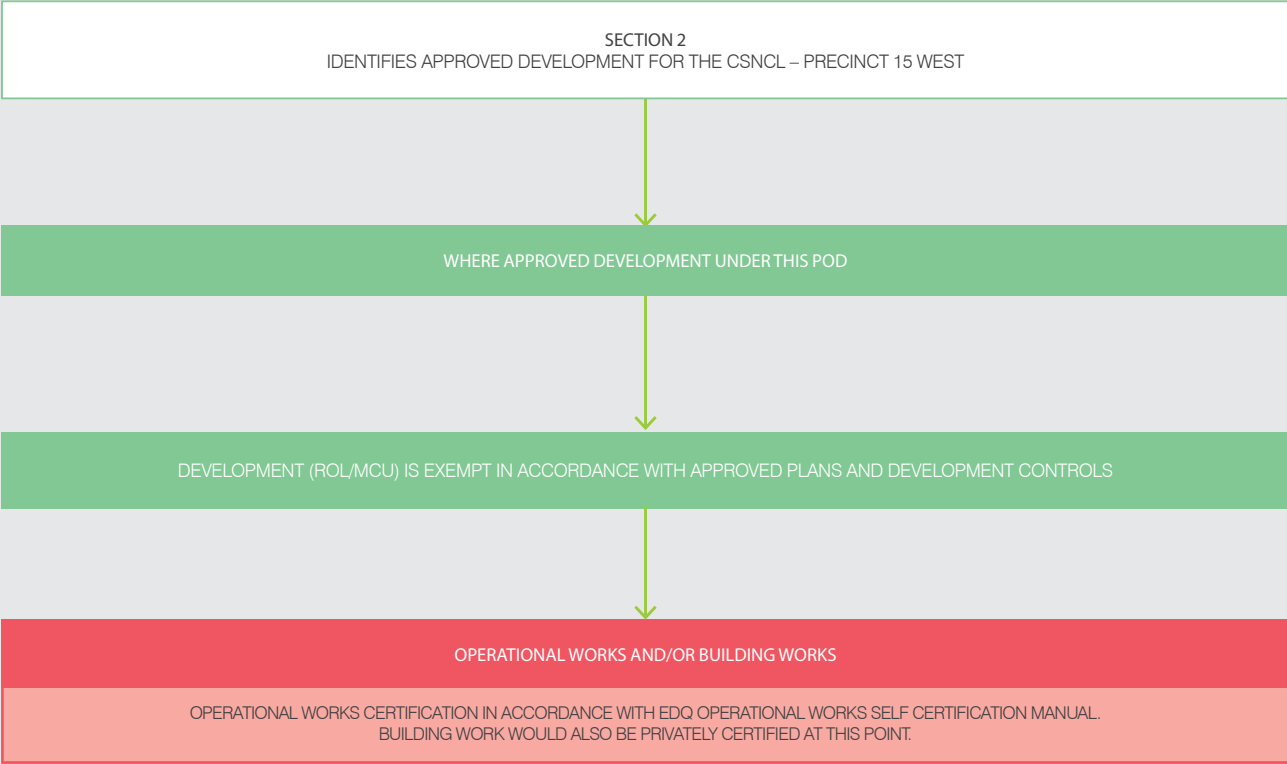 SECTION 2
IDENTIFIES APPROVED DEVELOPMENT FOR THE CSNCL – PRECINCT 15 WEST
WHERE APPROVED DEVELOPMENT UNDER THIS POD
DEVELOPMENT (ROL/MCU) IS EXEMPT IN ACCORDANCE WITH APPROVED PLANS AND DEVELOPMENT CONTROLS
OPERATIONAL WORKS AND/OR BUILDING WORKS
OPERATIONAL WORKS CERTIFICATION IN ACCORDANCE WITH EDQ OPERATIONAL WORKS SELF CERTIFICATION MANUAL.
BUILDING WORK WOULD ALSO BE PRIVATELY CERTIFIED AT THIS POINT.